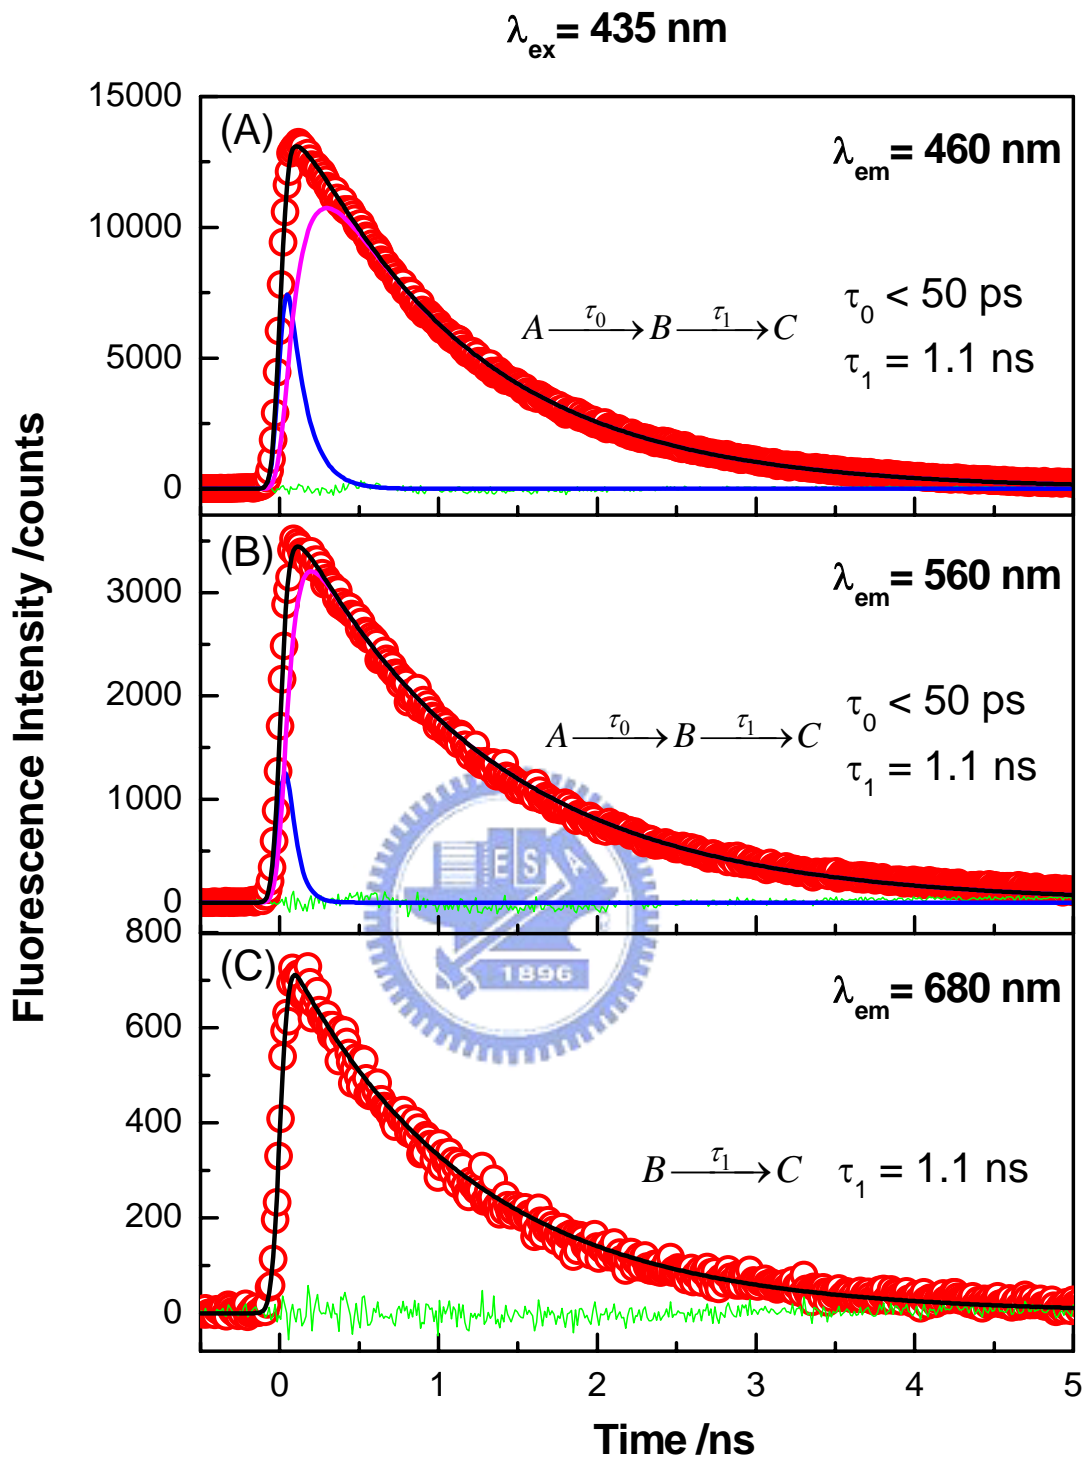 λex= 435 nm
15000
10000
5000
0
(A)
λem= 460 nm
A —τ0→ B —τ1→ C
τ0 < 50 ps
τ1 = 1.1 ns
3000
2000
1000
0
(B)
λem= 560 nm
A —τ0→ B —τ1→ C
τ0 < 50 ps
τ1 = 1.1 ns
E S A
1896
800
600
400
200
0
(C)
λem= 680 nm
B —τ1→ C τ1 = 1.1 ns
0 1 2 3 4 5
Time /ns
Fluorescence Intensity /counts